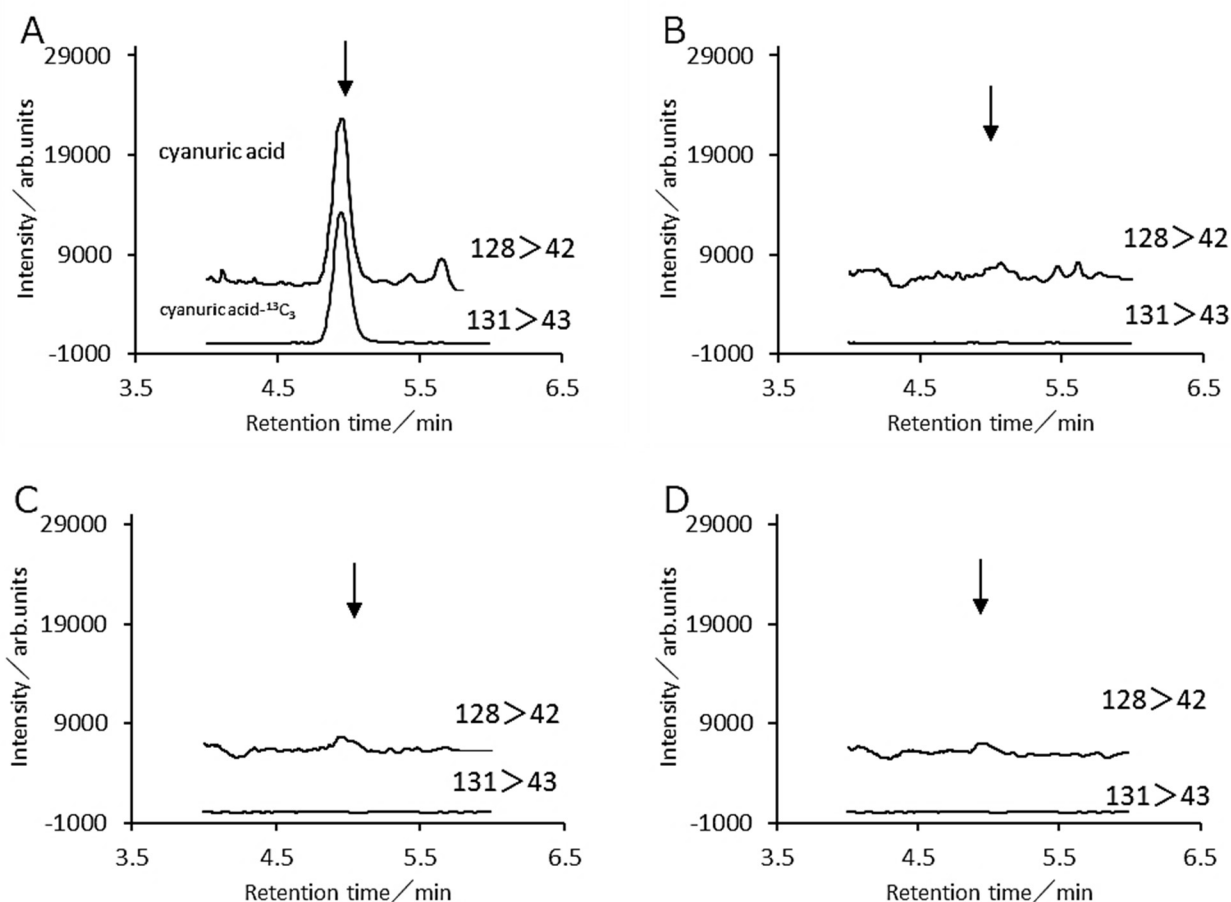 A
29000
19000
9000
-1000
Intensity／arb.units
cyanuric acid
128＞42
cyanuric acid-¹³C₃
131＞43
3.5 4.5 5.5 6.5
Retention time／min
B
29000
19000
9000
-1000
Intensity／arb.units
128＞42
131＞43
3.5 4.5 5.5 6.5
Retention time／min
C
29000
19000
9000
-1000
Intensity／arb.units
128＞42
131＞43
3.5 4.5 5.5 6.5
Retention time／min
D
29000
19000
9000
-1000
Intensity／arb.units
128＞42
131＞43
3.5 4.5 5.5 6.5
Retention time／min